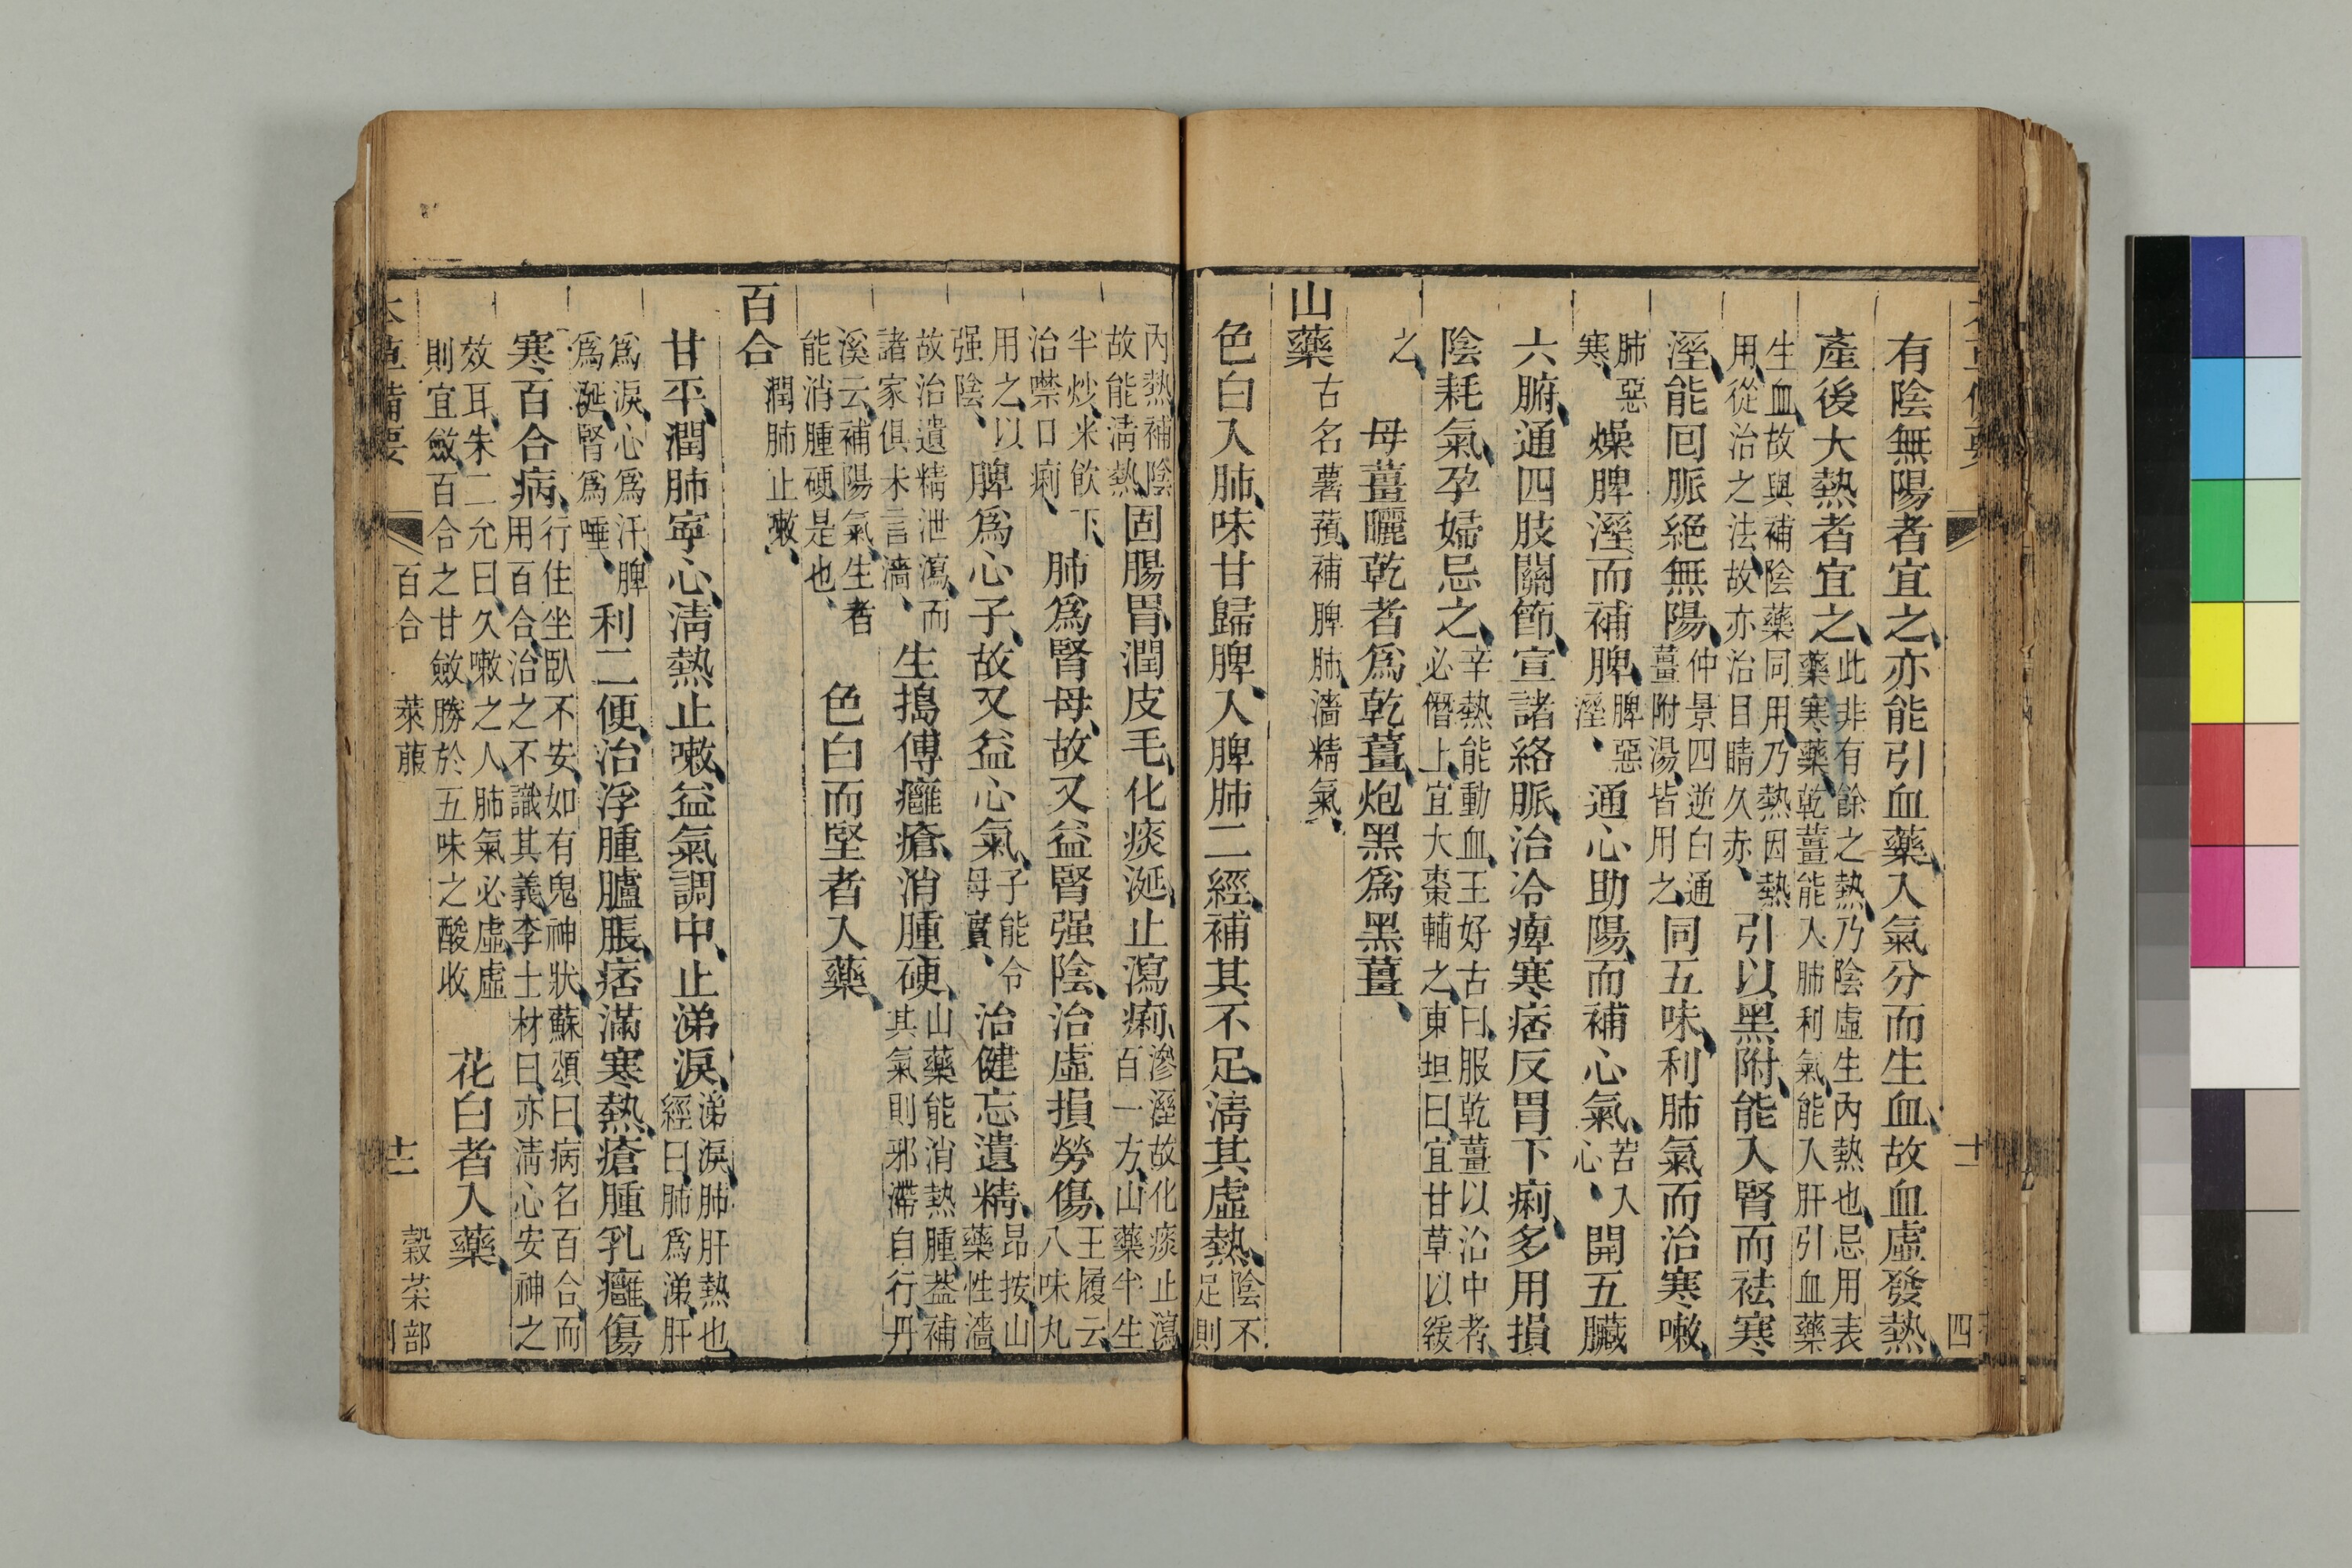 有陰無陽者宜之、亦能引血藥、入氣分而生血、故血虛發熱、
產後大熱者宜之、此非有餘之熱、乃陰虛生內熱也、忌用表藥寒藥、乾薑能入肺利氣、能入肝引血藥
生血、故與補陰藥同用、乃熱因熱用、從治之法、故亦治目睛久赤、引以黑附、能入腎而祛寒、
溼、能回脈絕無陽、仲景四逆白通薑附湯、皆用之同五味、利肺氣而治寒嗽、
肺惡寒、燥脾溼而補脾、脾惡溼、通心助陽、而補心氣、苦入心、開五臟
六腑、通四肢關節、宣諸絡脈、治冷痺寒痞、反胃下痢、多用損
陰耗氣、孕婦忌之、辛熱能動血、王好古曰、服乾薑以治中者、必僭上、宜大棗輔之、東垣曰、宜甘草以緩
之、母薑曬乾者爲乾薑、炮黑爲黑薑、
山藥 古名薯蕷 補脾肺、濇精氣、
色白入肺、味甘歸脾、入脾肺二經、補其不足、清其虛熱、陰不足則
內熱、補陰故能清熱、固腸胃、潤皮毛、化痰涎、止瀉痢、滲溼故化痰止瀉、百一方、山藥半生
半炒、米飲下、治噤口痢、肺爲腎母、故又益腎强陰、治虛損勞傷、王履云、八味丸
用之、以强陰、脾爲心子、故又益心氣、子能令母實、治健忘遺精、昂按山藥性濇、
故治遺精泄瀉、而諸家俱未言濇、生搗傅癰瘡、消腫硬、山藥能消熱腫、葢補其氣則邪滯自行、丹
溪云、補陽氣、生者能消腫硬是也、色白而堅者入藥、
百合 潤肺止嗽、
甘平、潤肺寧心、清熱止嗽、益氣調中、止涕淚、涕淚、肺肝熱也、經曰、肺爲涕、肝
爲淚、心爲汗、脾爲涎、腎爲唾、利二便、治浮腫臚脹、痞滿寒熱、瘡腫乳癰、傷
寒百合病、行住坐臥不安、如有鬼神狀、蘇頌曰、病名百合、而用百合治之、不識其義、李士材曰、亦清心安神之
效耳、朱二允曰、久嗽之人、肺氣必虛、虛則宜斂、百合之甘斂、勝於五味之酸收、花白者入藥、
本草備要 百合 萊菔 十二 穀菜部